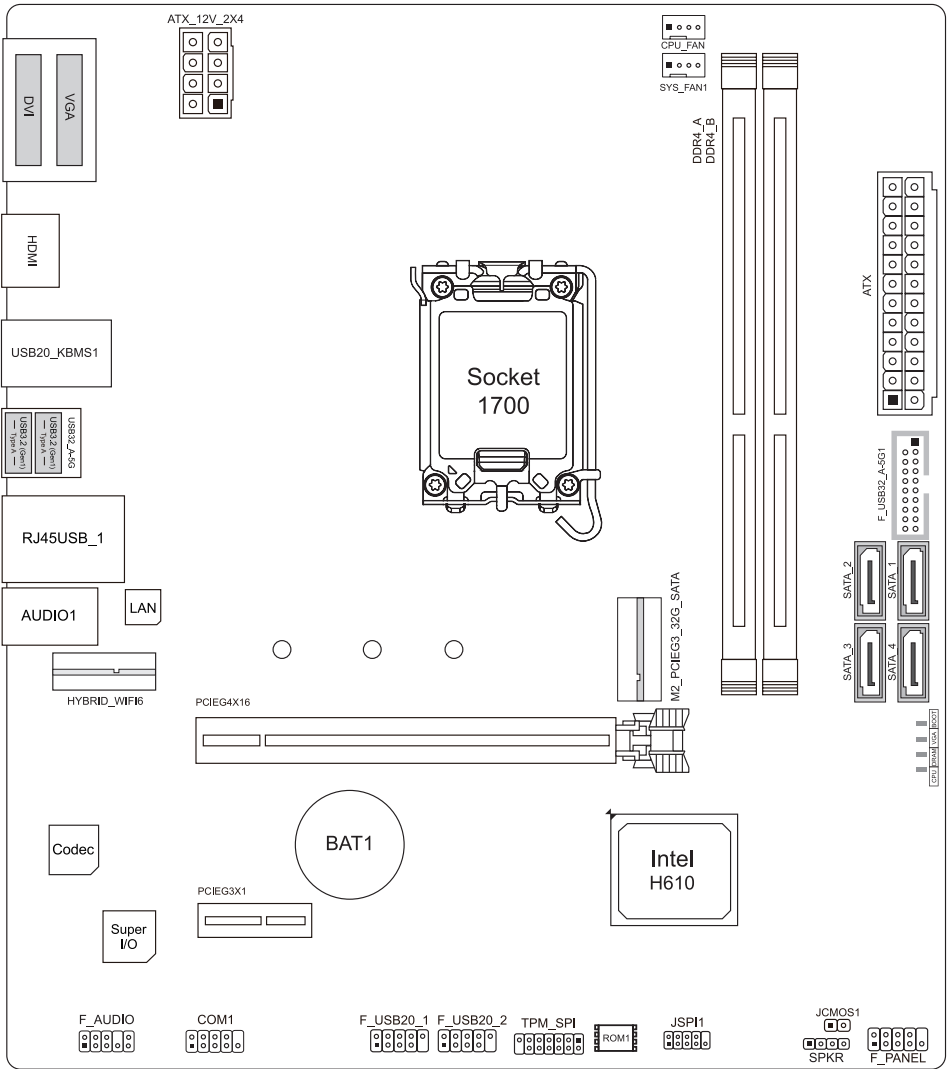 ATX_12V_2X4
CPU_FAN
SYS_FAN1
DVI
VGA
DDR4_A
DDR4_B
HDMI
ATX
USB20_KBMS1
Socket
1700
USB3.2 (Gen1)
— Type A —
USB3.2 (Gen1)
— Type A —
USB32_A-5G
F_USB32_A-5G1
RJ45USB_1
SATA_2
SATA_1
AUDIO1
LAN
M2_PCIEG3_32G_SATA
SATA_3
SATA_4
HYBRID_WIFI6
PCIEG4X16
BOOT
VGA
DRAM
CPU
BAT1
Codec
Intel
H610
PCIEG3X1
Super
I/O
F_AUDIO
COM1
F_USB20_1
F_USB20_2
TPM_SPI
ROM1
JSPI1
JCMOS1
SPKR
F_PANEL